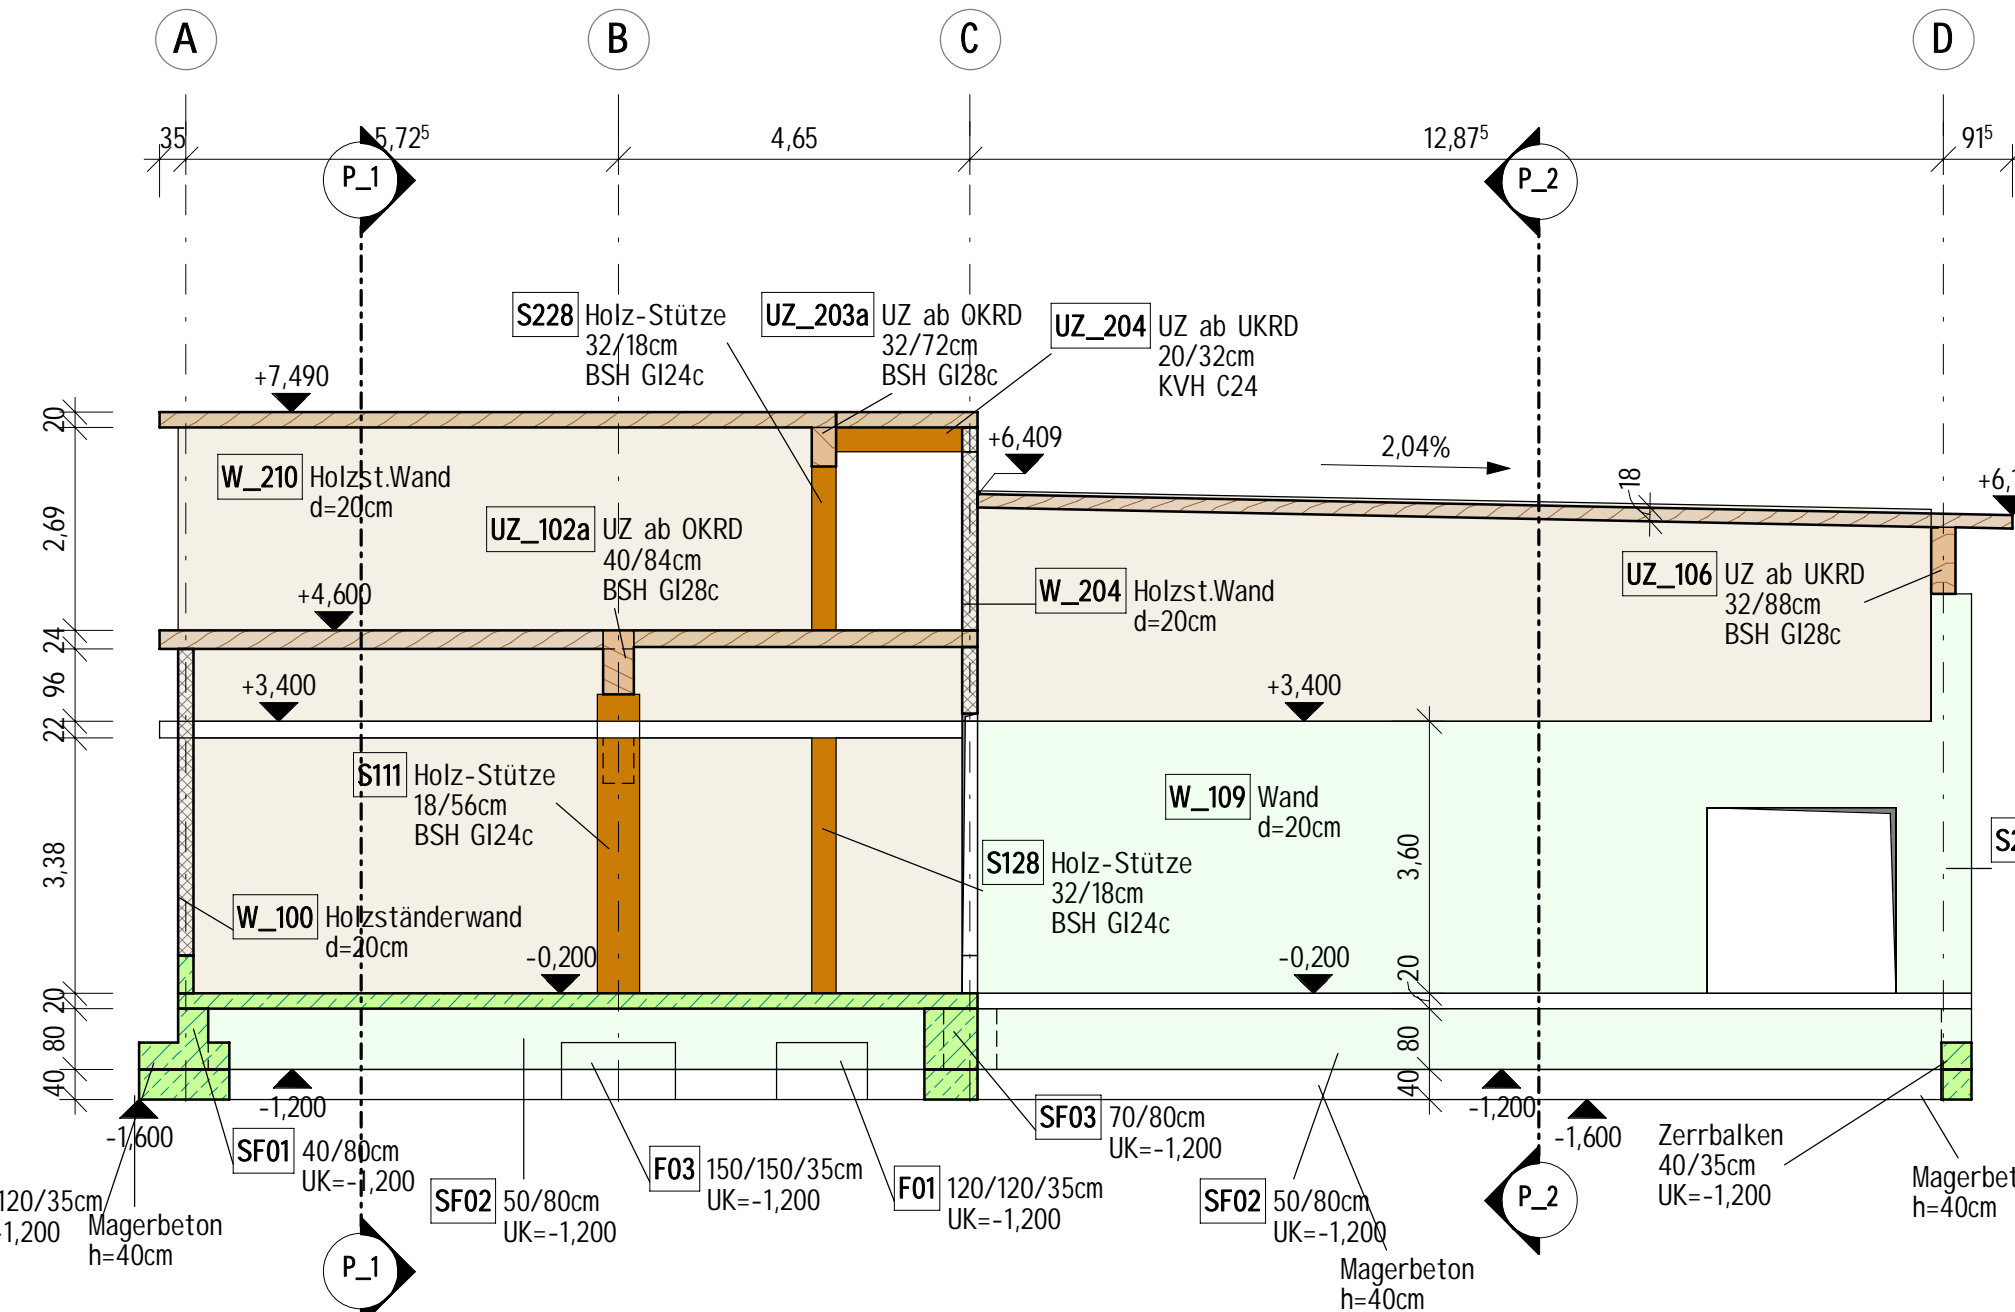 A B C D
35 5,72⁵ 4,65 12,87⁵ 91⁵
P_1
P_2
S228 Holz-Stütze
32/18cm
BSH Gl24c
UZ_203a UZ ab OKRD
32/72cm
BSH Gl28c
UZ_204 UZ ab UKRD
20/32cm
KVH C24
+7,490
+6,409
2,04%
18
W_210 Holzst.Wand
d=20cm
UZ_102a UZ ab OKRD
40/84cm
BSH Gl28c
W_204 Holzst.Wand
d=20cm
UZ_106 UZ ab UKRD
32/88cm
BSH Gl28c
+4,600
+3,400
+3,400
20
2,69
24
96
22
3,38
20
80
40
S111 Holz-Stütze
18/56cm
BSH Gl24c
W_109 Wand
d=20cm
S128 Holz-Stütze
32/18cm
BSH Gl24c
3,60
20
80
40
W_100 Holzständerwand
d=20cm
-0,200
-0,200
-1,200
-1,600
-1,200
-1,600
SF01 40/80cm
UK=-1,200
SF02 50/80cm
UK=-1,200
F03 150/150/35cm
UK=-1,200
F01 120/120/35cm
UK=-1,200
SF03 70/80cm
UK=-1,200
SF02 50/80cm
UK=-1,200
Zerrbalken
40/35cm
UK=-1,200
120/35cm
1,200
Magerbeton
h=40cm
Magerbeton
h=40cm
h=40cm
P_1
P_2